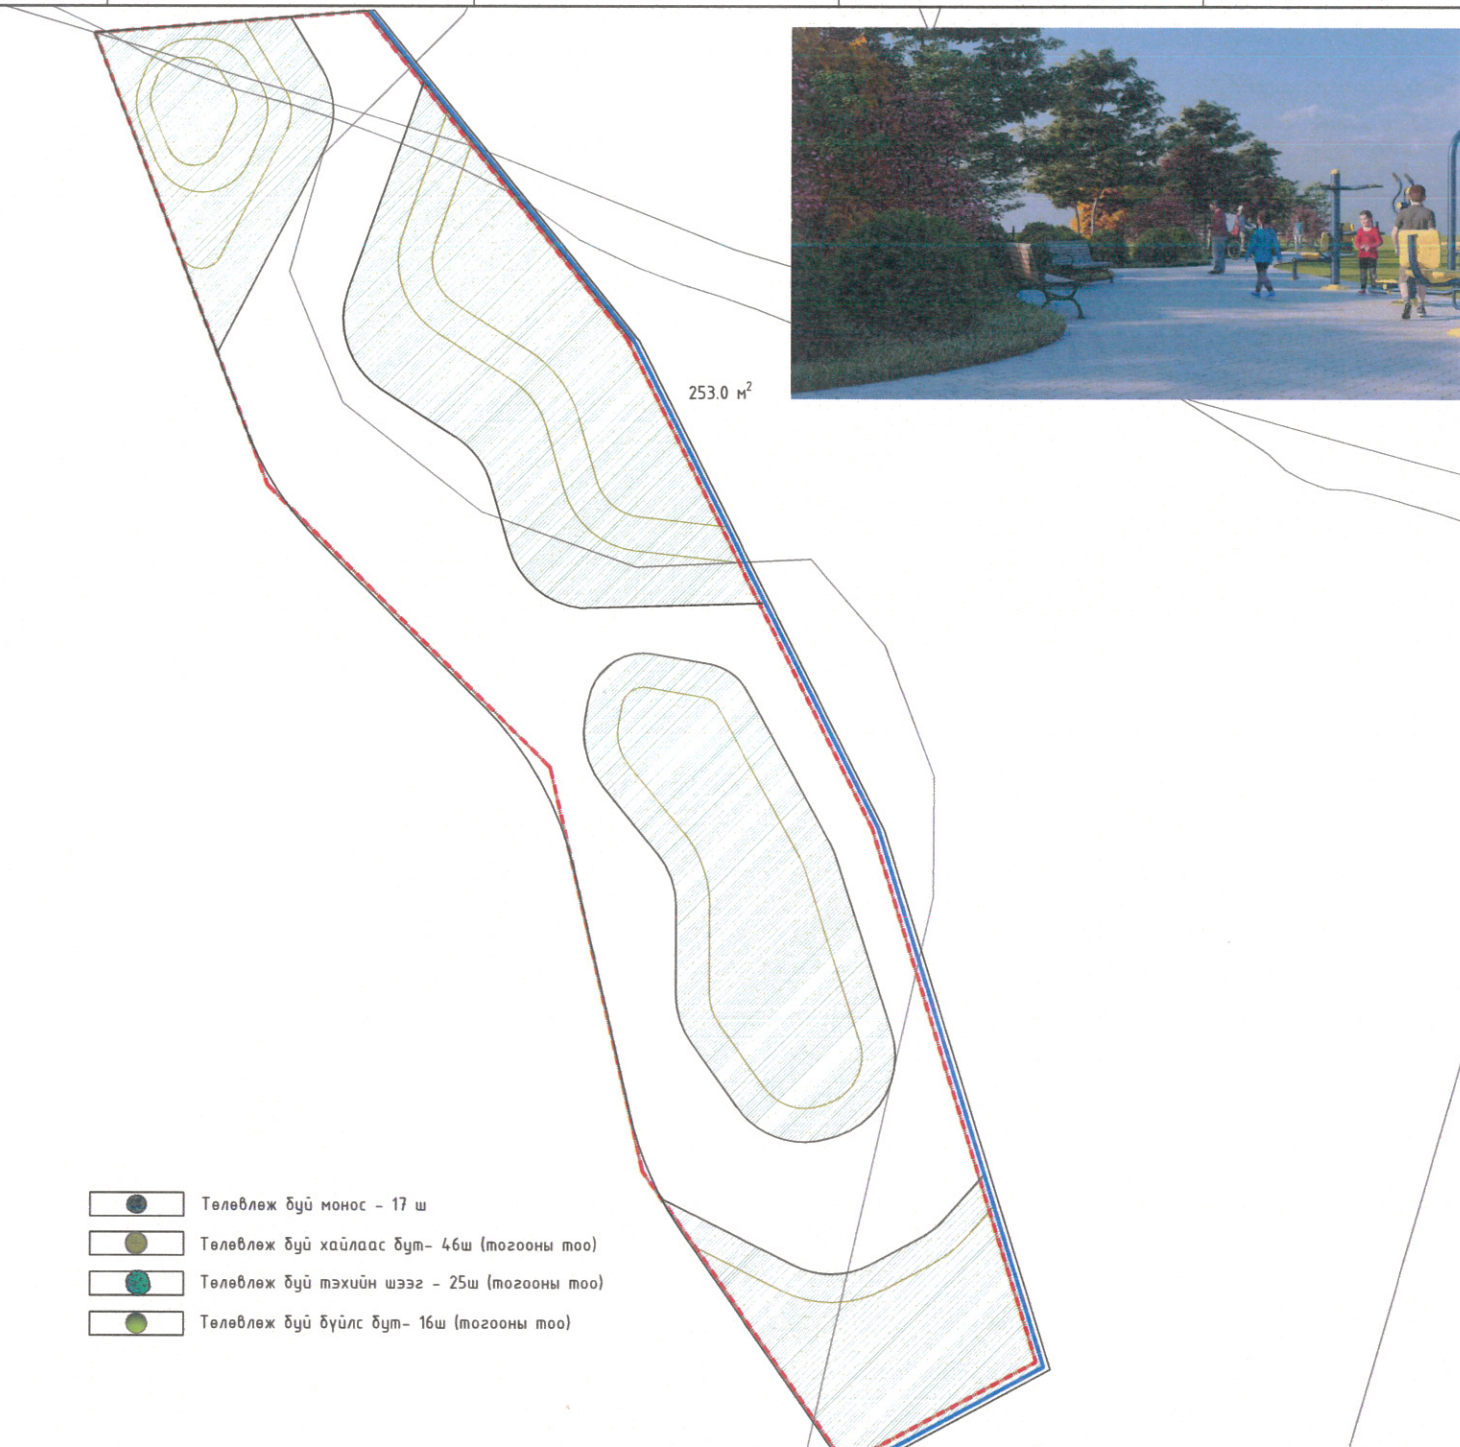 253.0 м²
Төлөвлөж буй монос - 17 ш
Төлөвлөж буй хайлаас бут- 46ш (тогооны тоо)
Төлөвлөж буй тэхийн шээг - 25ш (тогооны тоо)
Төлөвлөж буй бүйлс бут- 16ш (тогооны тоо)